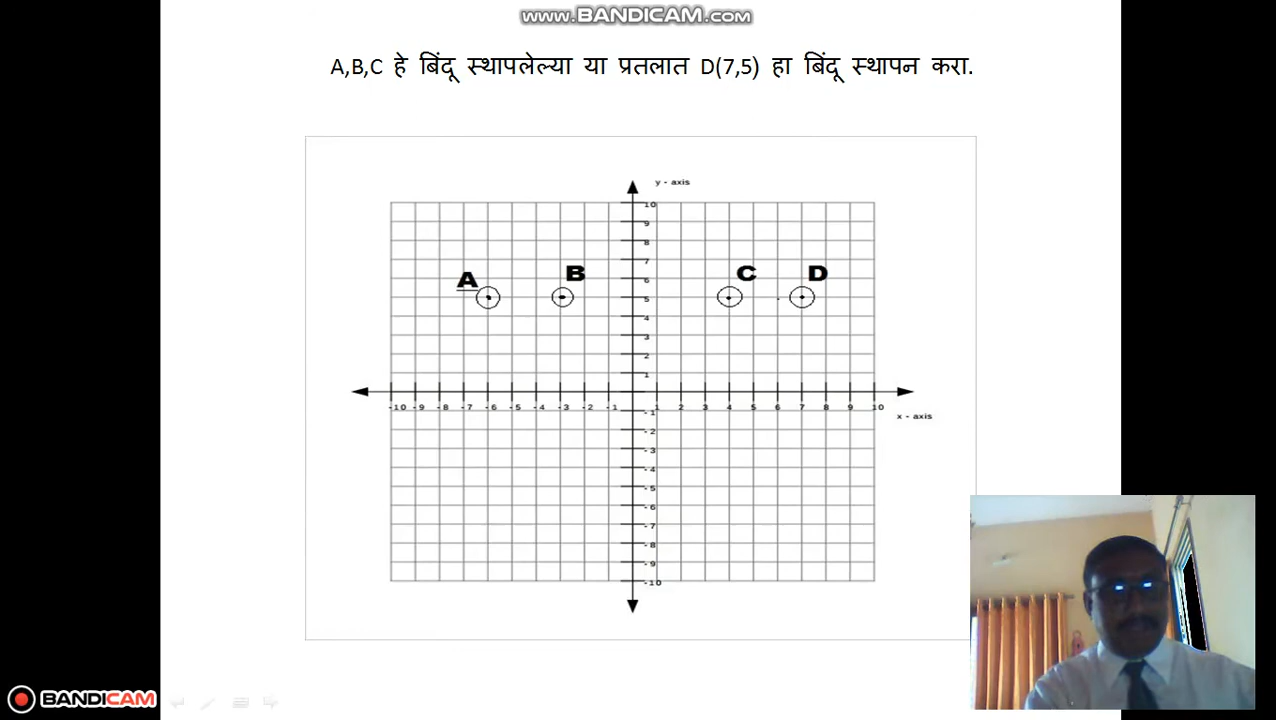 www.BANDICAM.com
A,B,C हे बिंदू स्थापलेल्या या प्रतलात D(7,5) हा बिंदू स्थापन करा.
y - axis
10
9
8
7
6
5
4
3
2
1
A
B
C
D
-10 -9 -8 -7 -6 -5 -4 -3 -2 -1 1 2 3 4 5 6 7 8 9 10
x - axis
-1
-2
-3
-4
-5
-6
-7
-8
-9
-10
BANDICAM